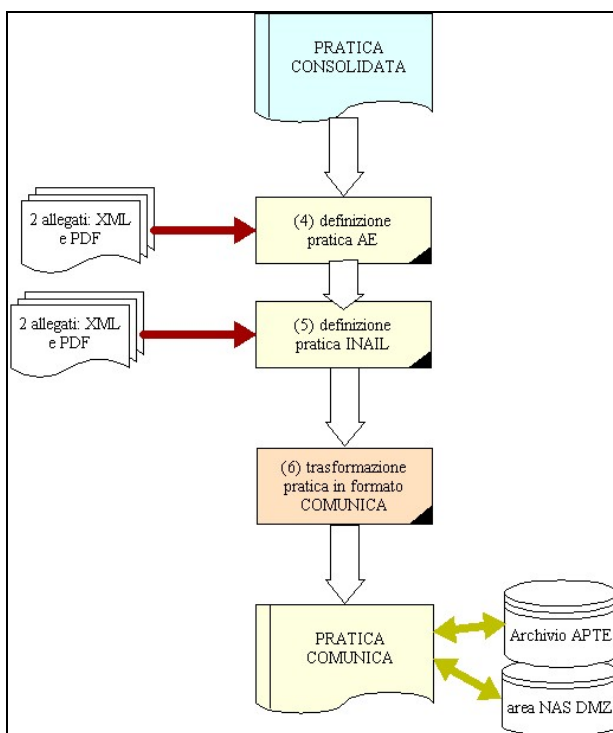 PRATICA
CONSOLIDATA
2 allegati: XML
e PDF
(4) definizione
pratica AE
2 allegati: XML
e PDF
(5) definizione
pratica INAIL
(6) trasformazione
pratica in formato
COMUNICA
PRATICA
COMUNICA
Archivio APTE
area NAS DMZ